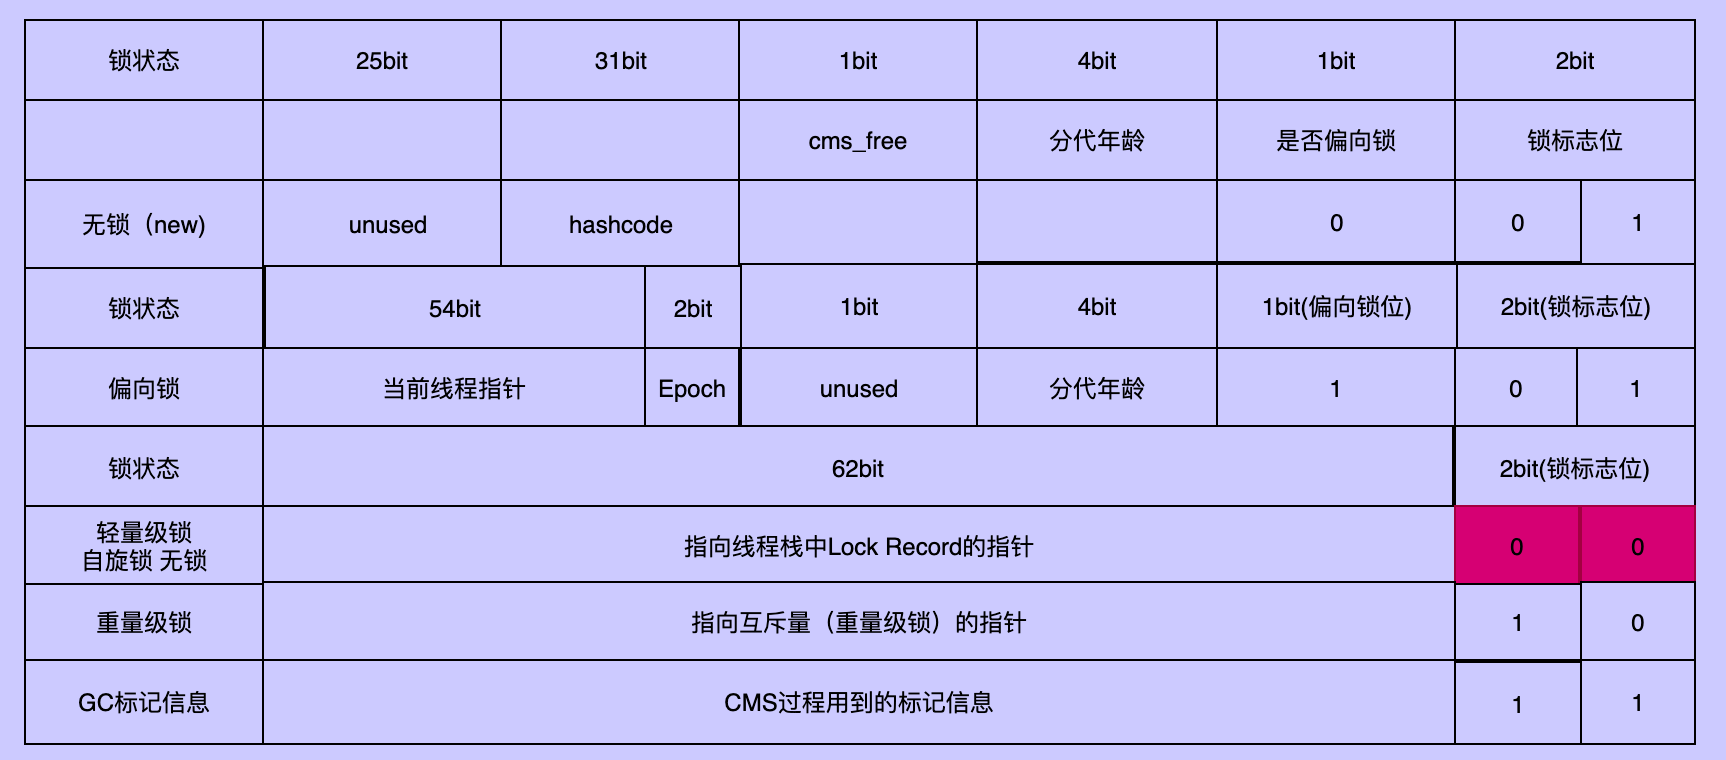 锁状态 25bit 31bit 1bit 4bit 1bit 2bit
cms_free 分代年龄 是否偏向锁 锁标志位
无锁（new) unused hashcode 0 0 1
锁状态 54bit 2bit 1bit 4bit 1bit(偏向锁位) 2bit(锁标志位)
偏向锁 当前线程指针 Epoch unused 分代年龄 1 0 1
锁状态 62bit 2bit(锁标志位)
轻量级锁
自旋锁 无锁 指向线程栈中Lock Record的指针 0 0
重量级锁 指向互斥量（重量级锁）的指针 1 0
GC标记信息 CMS过程用到的标记信息 1 1